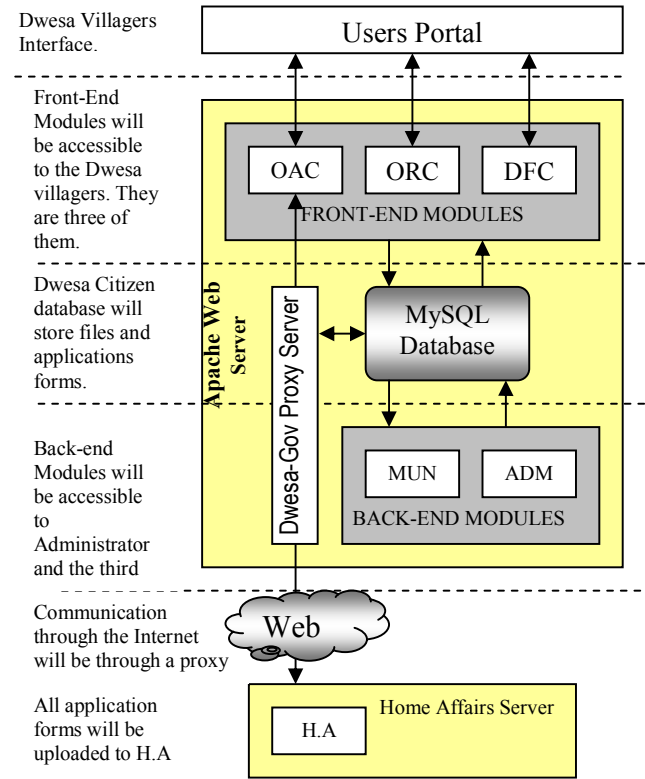 Dwesa Villagers
Interface.
Users Portal
Front-End
Modules will
be accessible
to the Dwesa
villagers. They
are three of
them.
OAC
ORC
DFC
FRONT-END MODULES
Dwesa Citizen
database will
store files and
applications
forms.
Apache Web
Server
Dwesa-Gov Proxy Server
MySQL
Database
Back-end
Modules will
be accessible
to
Administrator
and the third
MUN
ADM
BACK-END MODULES
Communication
through the Internet
will be through a proxy
Web
All application
forms will be
uploaded to H.A
Home Affairs Server
H.A